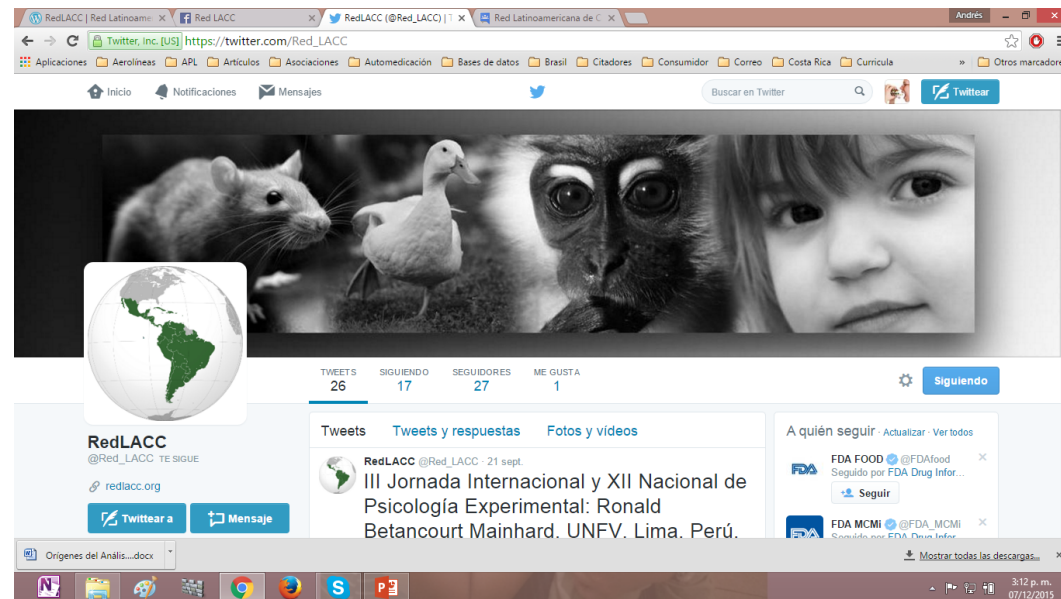 RedLACC | Red Latinoame
Red LACC
RedLACC (@Red_LACC) | T
Red Latinoamericana de C
Andrés
Twitter, Inc. [US] https://twitter.com/Red_LACC
Aplicaciones Aerolíneas APL Artículos Asociaciones Automedicación Bases de datos Brasil Citadores Consumidor Correo Costa Rica Curricula » Otros marcadore
Inicio Notificaciones Mensajes Buscar en Twitter Twittear
TWEETS SIGUIENDO SEGUIDORES ME GUSTA
26 17 27 1
Siguiendo
RedLACC
@Red_LACC TE SIGUE
redlacc.org
Twittear a Mensaje
Tweets Tweets y respuestas Fotos y vídeos
RedLACC @Red_LACC · 21 sept.
III Jornada Internacional y XII Nacional de
Psicología Experimental: Ronald
Betancourt Mainhard. UNFV. Lima. Perú.
A quién seguir · Actualizar · Ver todos
FDA
FDA FOOD @FDAfood
Seguido por FDA Drug Infor...
Seguir
FDA MCMi @FDA_MCMi
Seguido por FDA Drug Infor
Orígenes del Anális....docx
Mostrar todas las descargas...
3:12 p. m.
07/12/2015